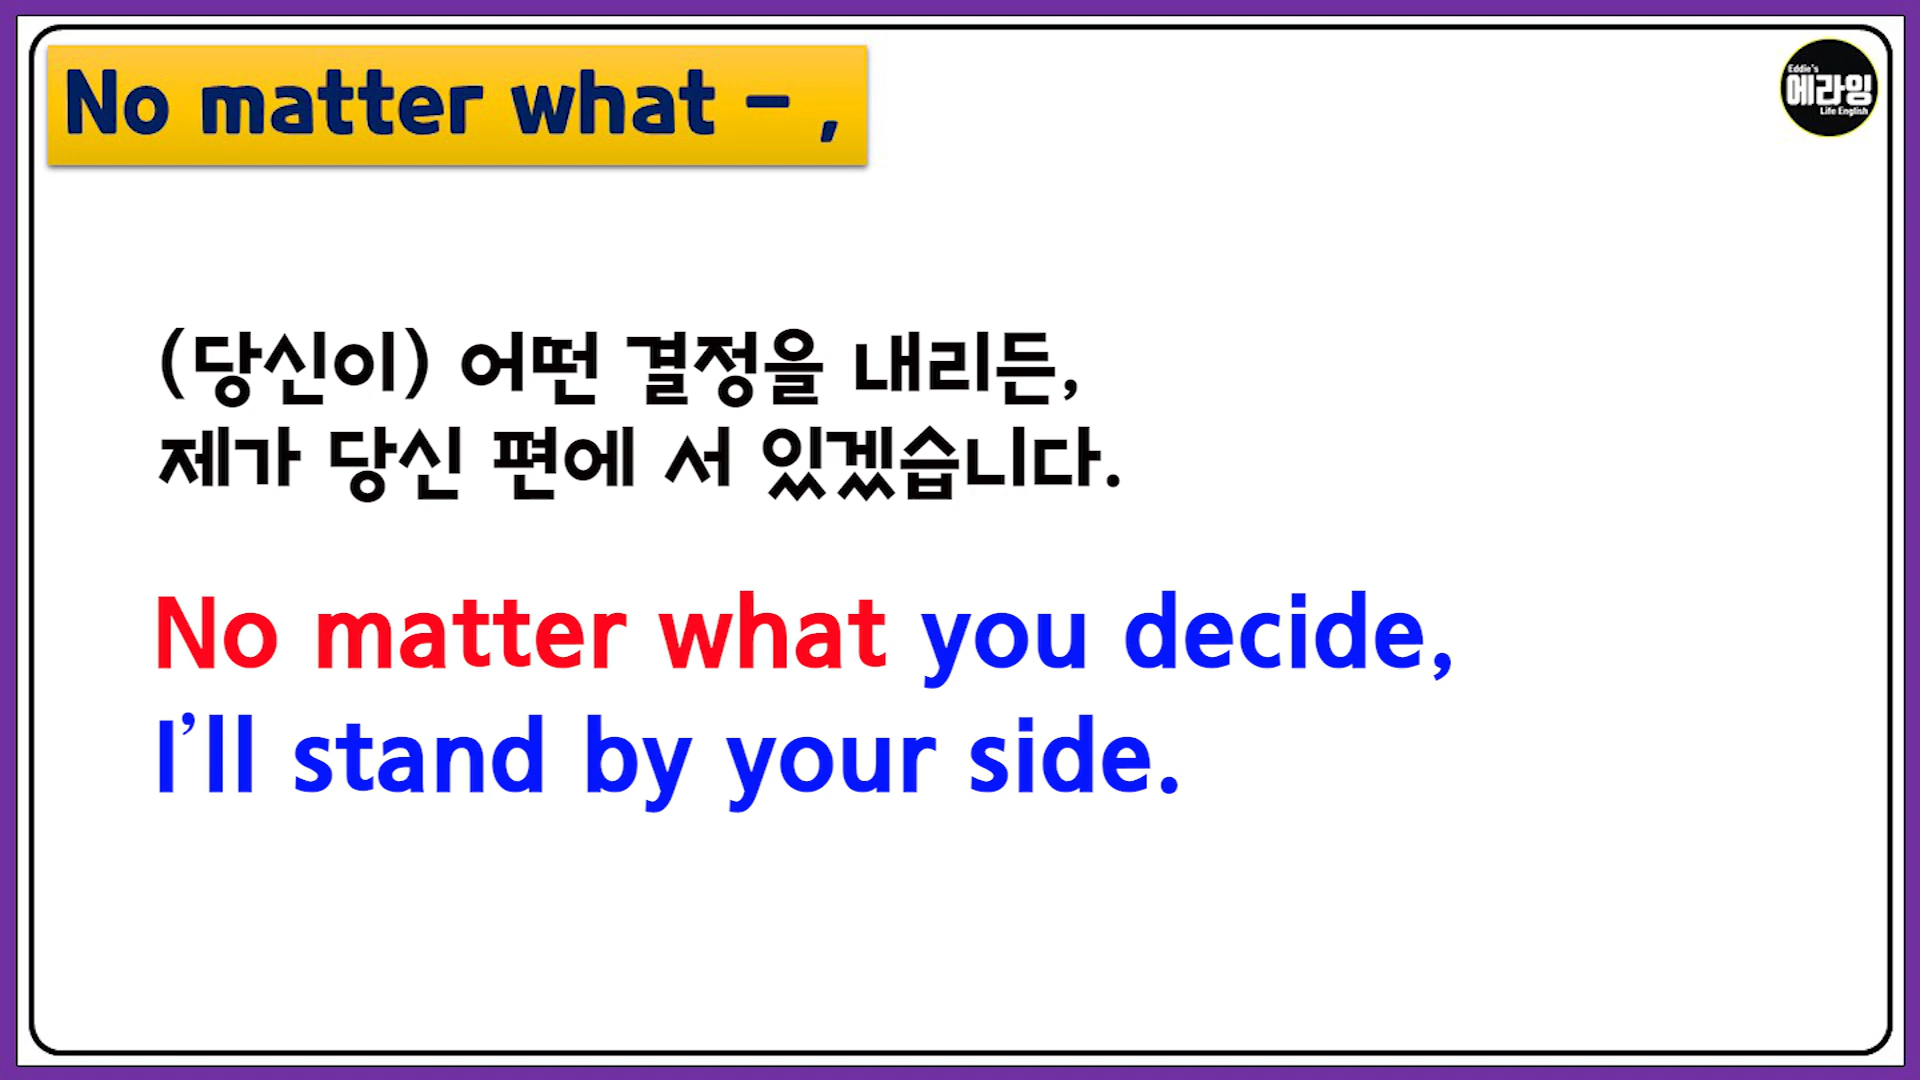 No matter what - ,
Eddie's
에라잉
Life English
(당신이) 어떤 결정을 내리든,
제가 당신 편에 서 있겠습니다.
No matter what you decide,
I'll stand by your side.